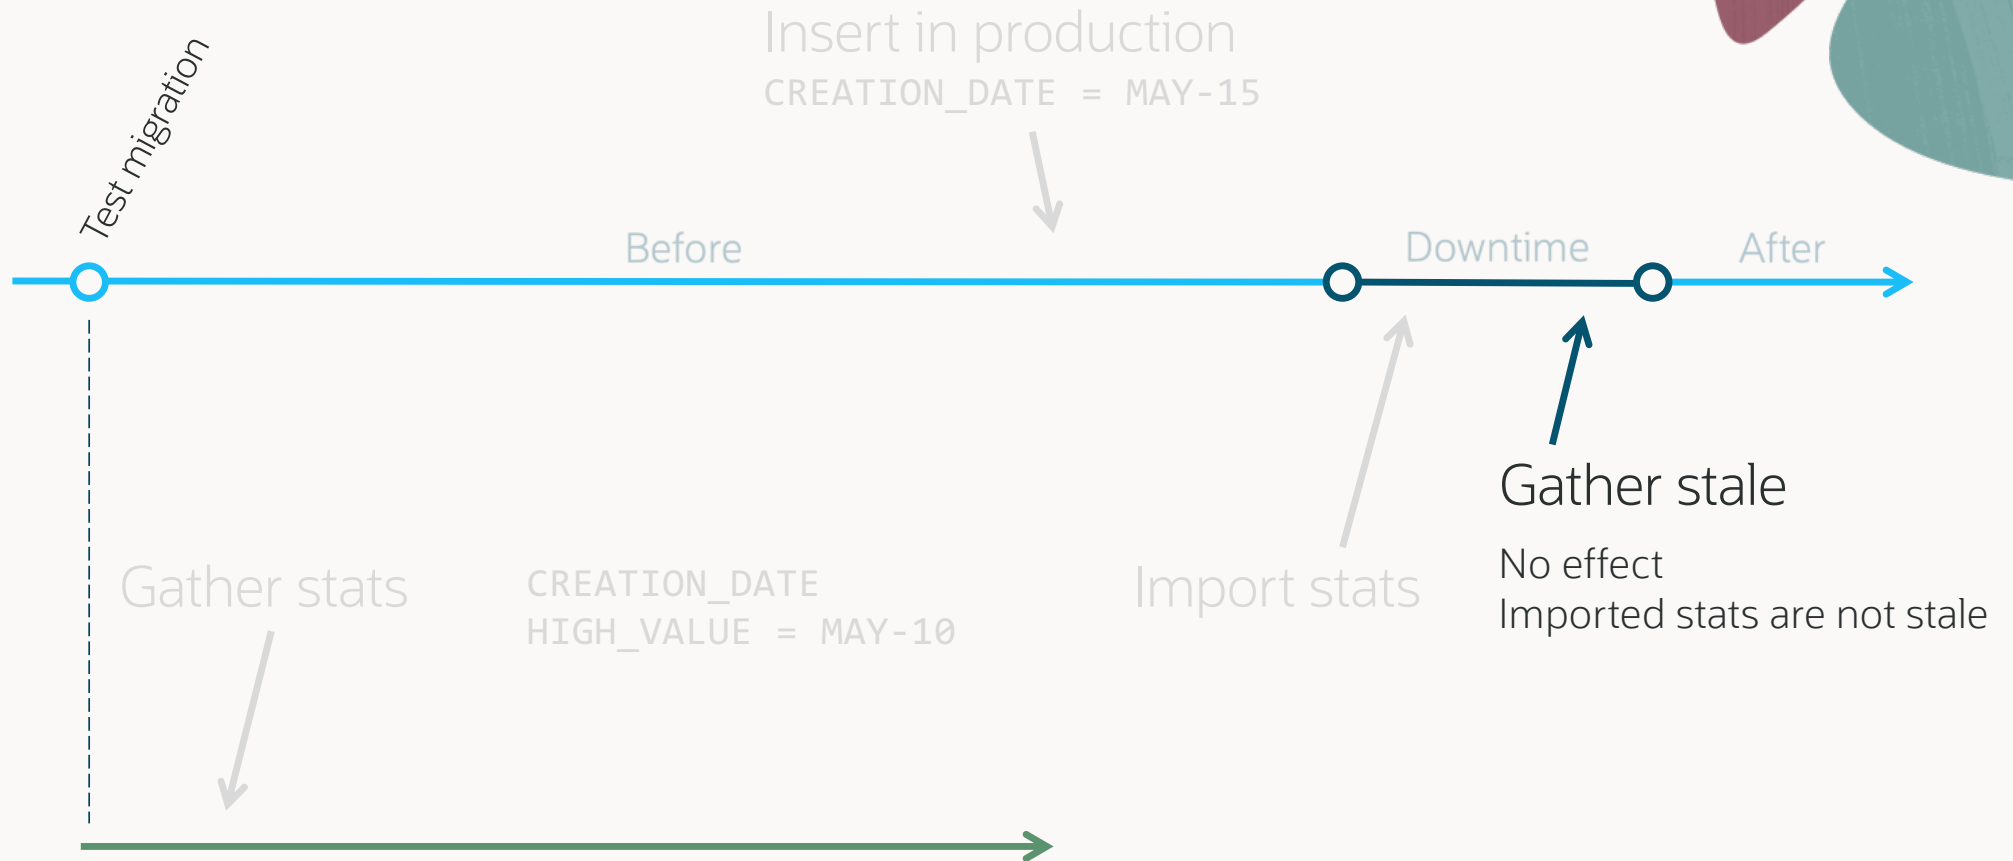 Insert in production
CREATION_DATE = MAY-15
Test migration
Before
Downtime
After
Gather stale
No effect
Imported stats are not stale
Gather stats
CREATION_DATE
HIGH_VALUE = MAY-10
Import stats